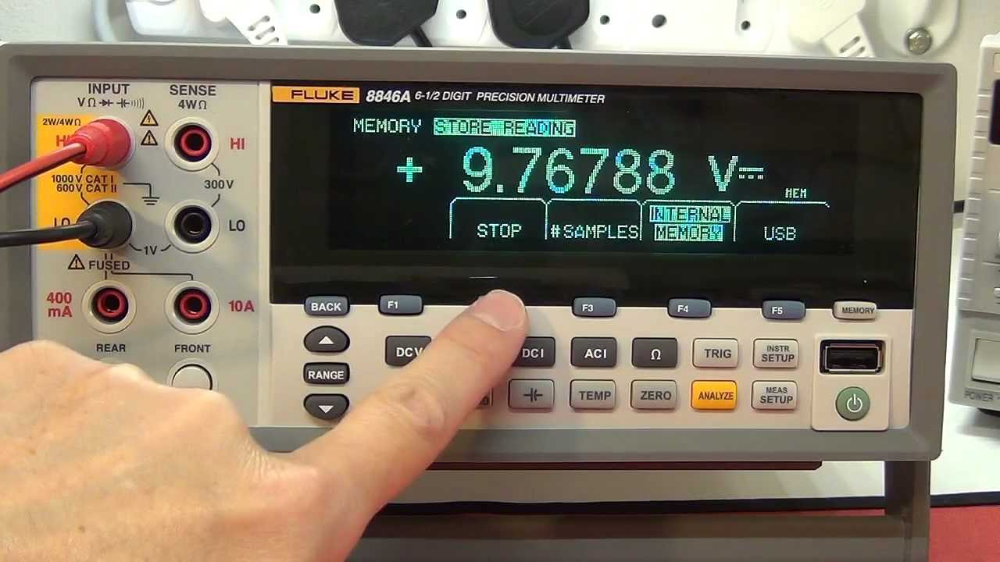 INPUT
VΩ
SENSE
4WΩ
FLUKE 8846A 6-1/2 DIGIT PRECISION MULTIMETER
2W/4WΩ
HI
HI
MEMORY STORE READING
+ 9.76788 V
MEM
1000 V CAT I
600V CAT II
300V
LO
LO
1V
STOP
#SAMPLES
INTERNAL
MEMORY
USB
FUSED
400
mA
10A
REAR
FRONT
BACK
F1
F3
F4
F5
MEMORY
RANGE
DCV
DCI
ACI
Ω
TRIG
INSTR
SETUP
TEMP
ZERO
ANALYZE
MEAS
SETUP
POWER